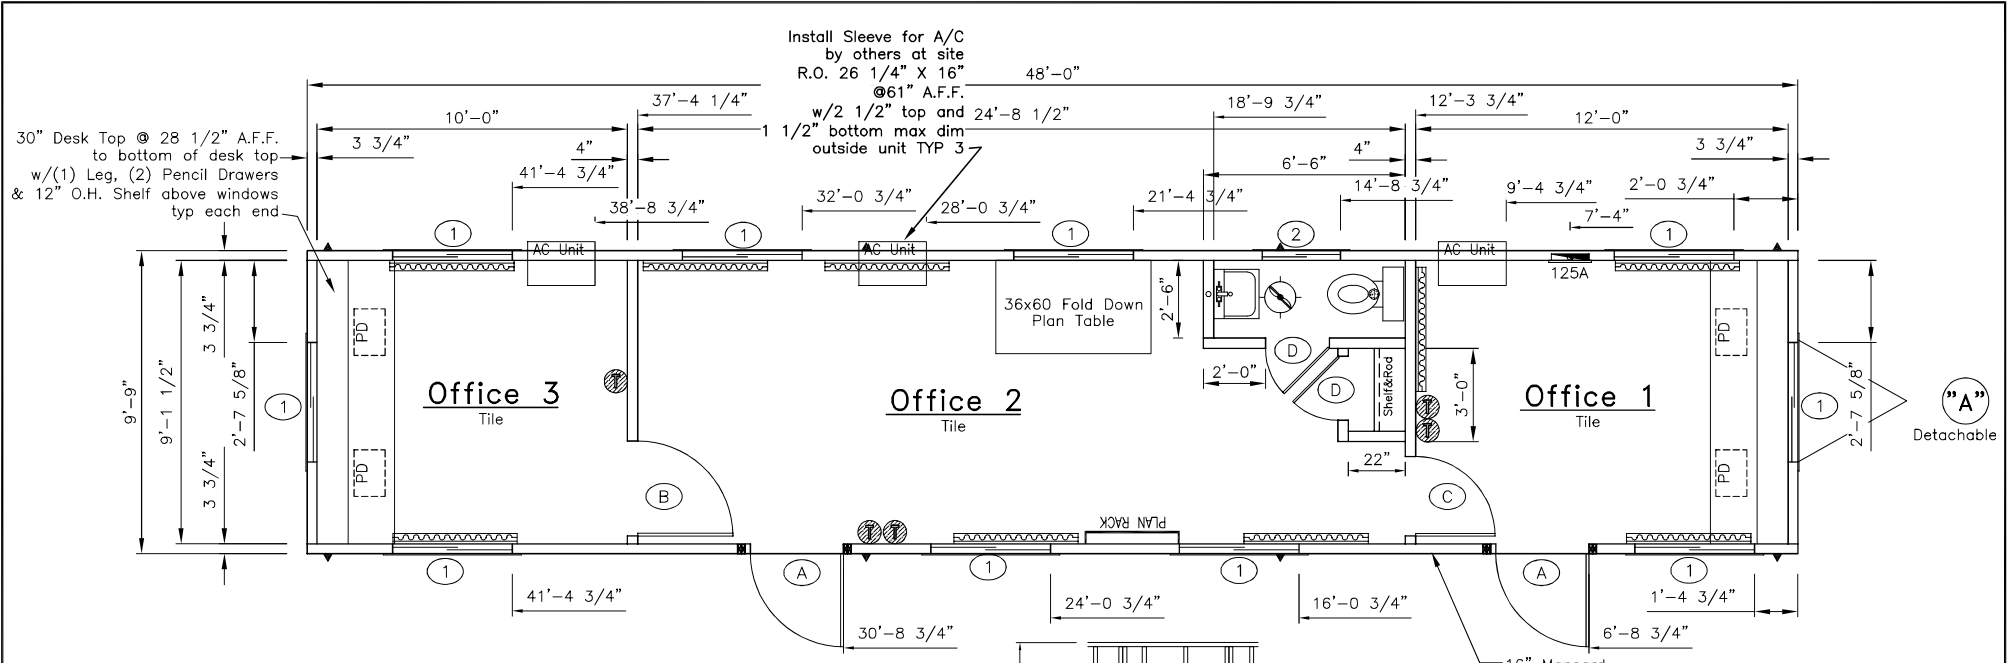 Install Sleeve for A/C
by others at site
R.O. 26 1/4" X 16"
@61" A.F.F.
w/2 1/2" top and
1 1/2" bottom max dim
outside unit TYP 3
48'-0"
10'-0"
37'-4 1/4"
24'-8 1/2"
18'-9 3/4"
12'-3 3/4"
12'-0"
30" Desk Top @ 28 1/2" A.F.F.
to bottom of desk top
w/(1) Leg, (2) Pencil Drawers
& 12" O.H. Shelf above windows
typ each end
3 3/4"
4"
6'-6"
4"
3 3/4"
41'-4 3/4"
38'-8 3/4"
32'-0 3/4"
28'-0 3/4"
21'-4 3/4"
14'-8 3/4"
9'-4 3/4"
2'-0 3/4"
7'-4"
1
1
1
2
1
AC Unit
AC Unit
AC Unit
125A
9'-9"
9'-1 1/2"
3 3/4"
3 3/4"
2'-7 5/8"
PD
PD
1
Office 3
Tile
T
36x60 Fold Down
Plan Table
2'-6"
2'-0"
D
D
Shelf&Rod
3'-0"
22"
Office 2
Tile
Office 1
Tile
T
T
PD
PD
1
2'-7 5/8"
"A"
Detachable
B
C
T
T
PLAN RACK
1
A
1
1
A
1
41'-4 3/4"
30'-8 3/4"
24'-0 3/4"
16'-0 3/4"
6'-8 3/4"
1'-4 3/4"